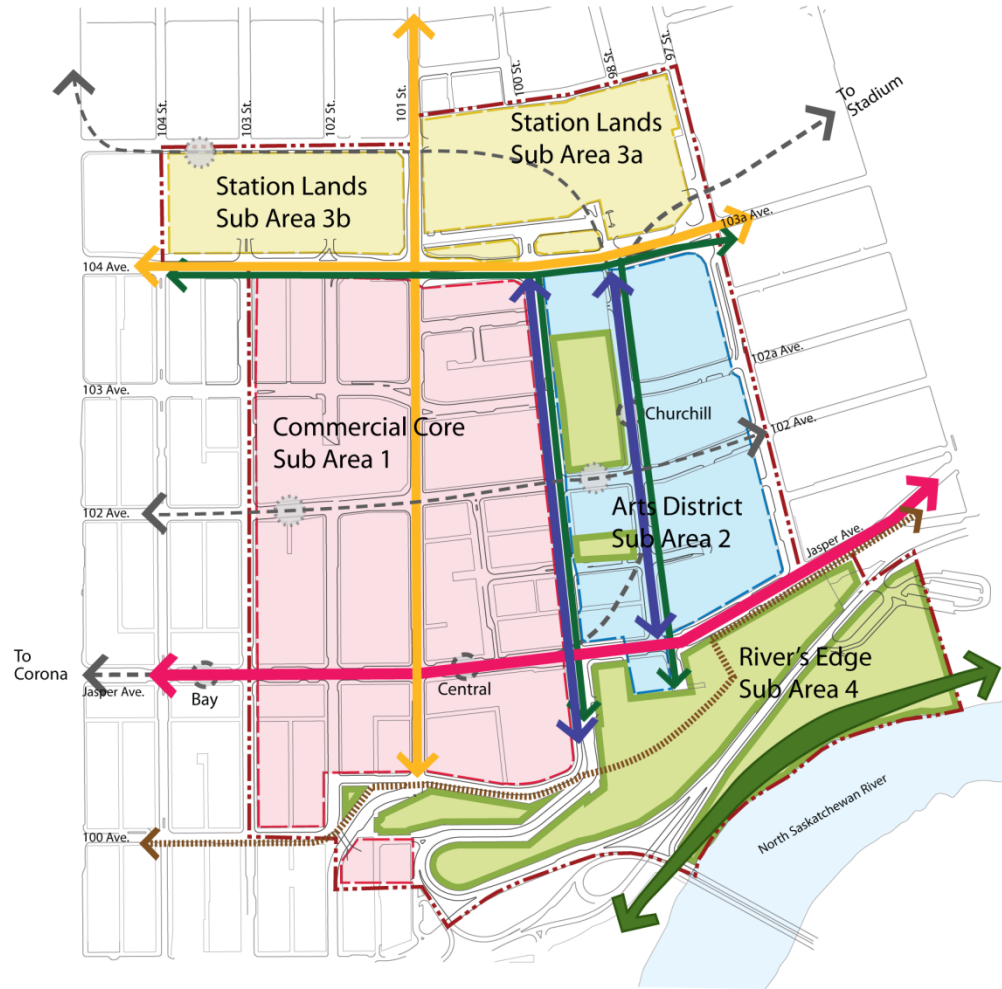 104 St.
103 St.
102 St.
101 St.
100 St.
98 St.
97 St.
To
Stadium
Station Lands
Sub Area 3a
Station Lands
Sub Area 3b
103a Ave.
104 Ave.
102a Ave.
103 Ave.
Churchill
Commercial Core
Sub Area 1
102 Ave.
102 Ave.
Arts District
Sub Area 2
Jasper Ave.
To
Corona
River's Edge
Sub Area 4
Jasper Ave.
Bay
Central
North Saskatchewan River
100 Ave.